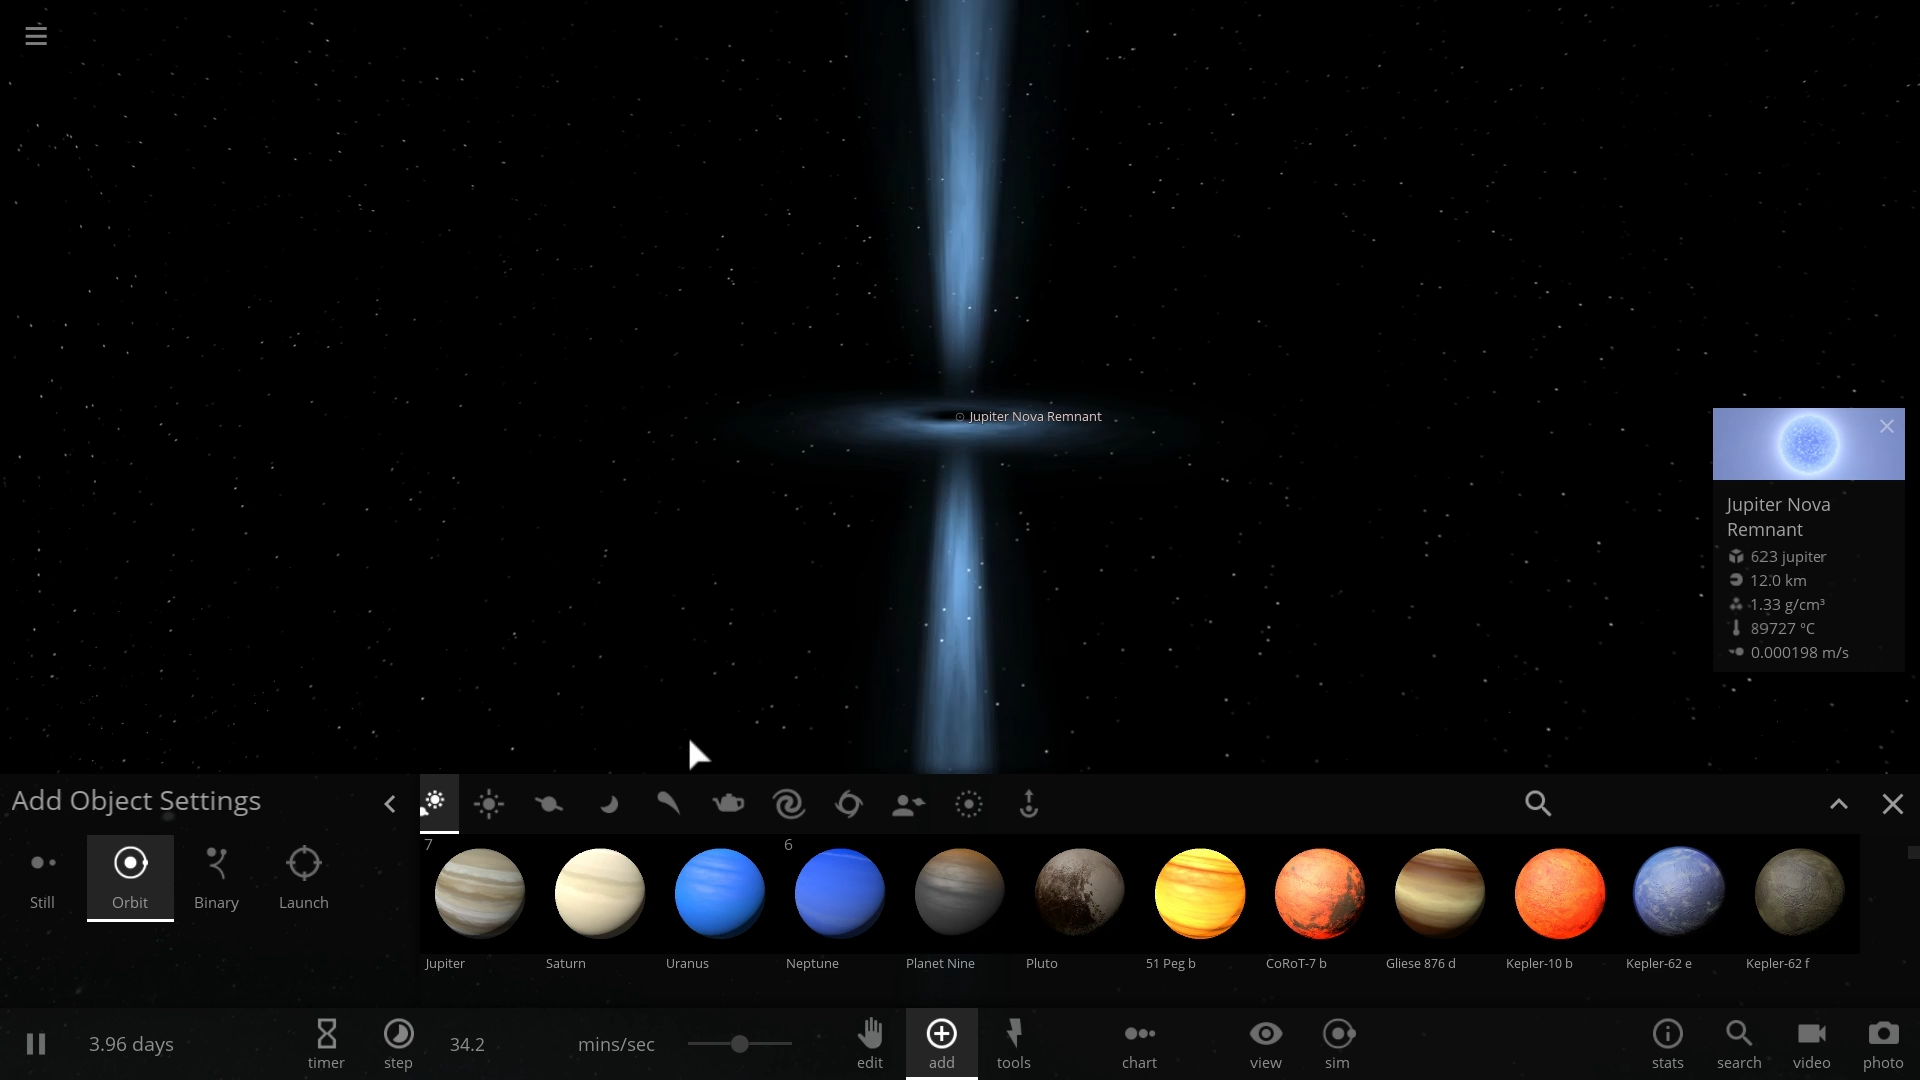 Jupiter Nova Remnant
Jupiter Nova
Remnant
623 jupiter
12.0 km
1.33 g/cm³
89727 °C
0.000198 m/s
Add Object Settings
Still
Orbit
Binary
Launch
7
6
Jupiter
Saturn
Uranus
Neptune
Planet Nine
Pluto
51 Peg b
CoRoT-7 b
Gliese 876 d
Kepler-10 b
Kepler-62 e
Kepler-62 f
3.96 days
timer
step
34.2
mins/sec
edit
add
tools
chart
view
sim
stats
search
video
photo